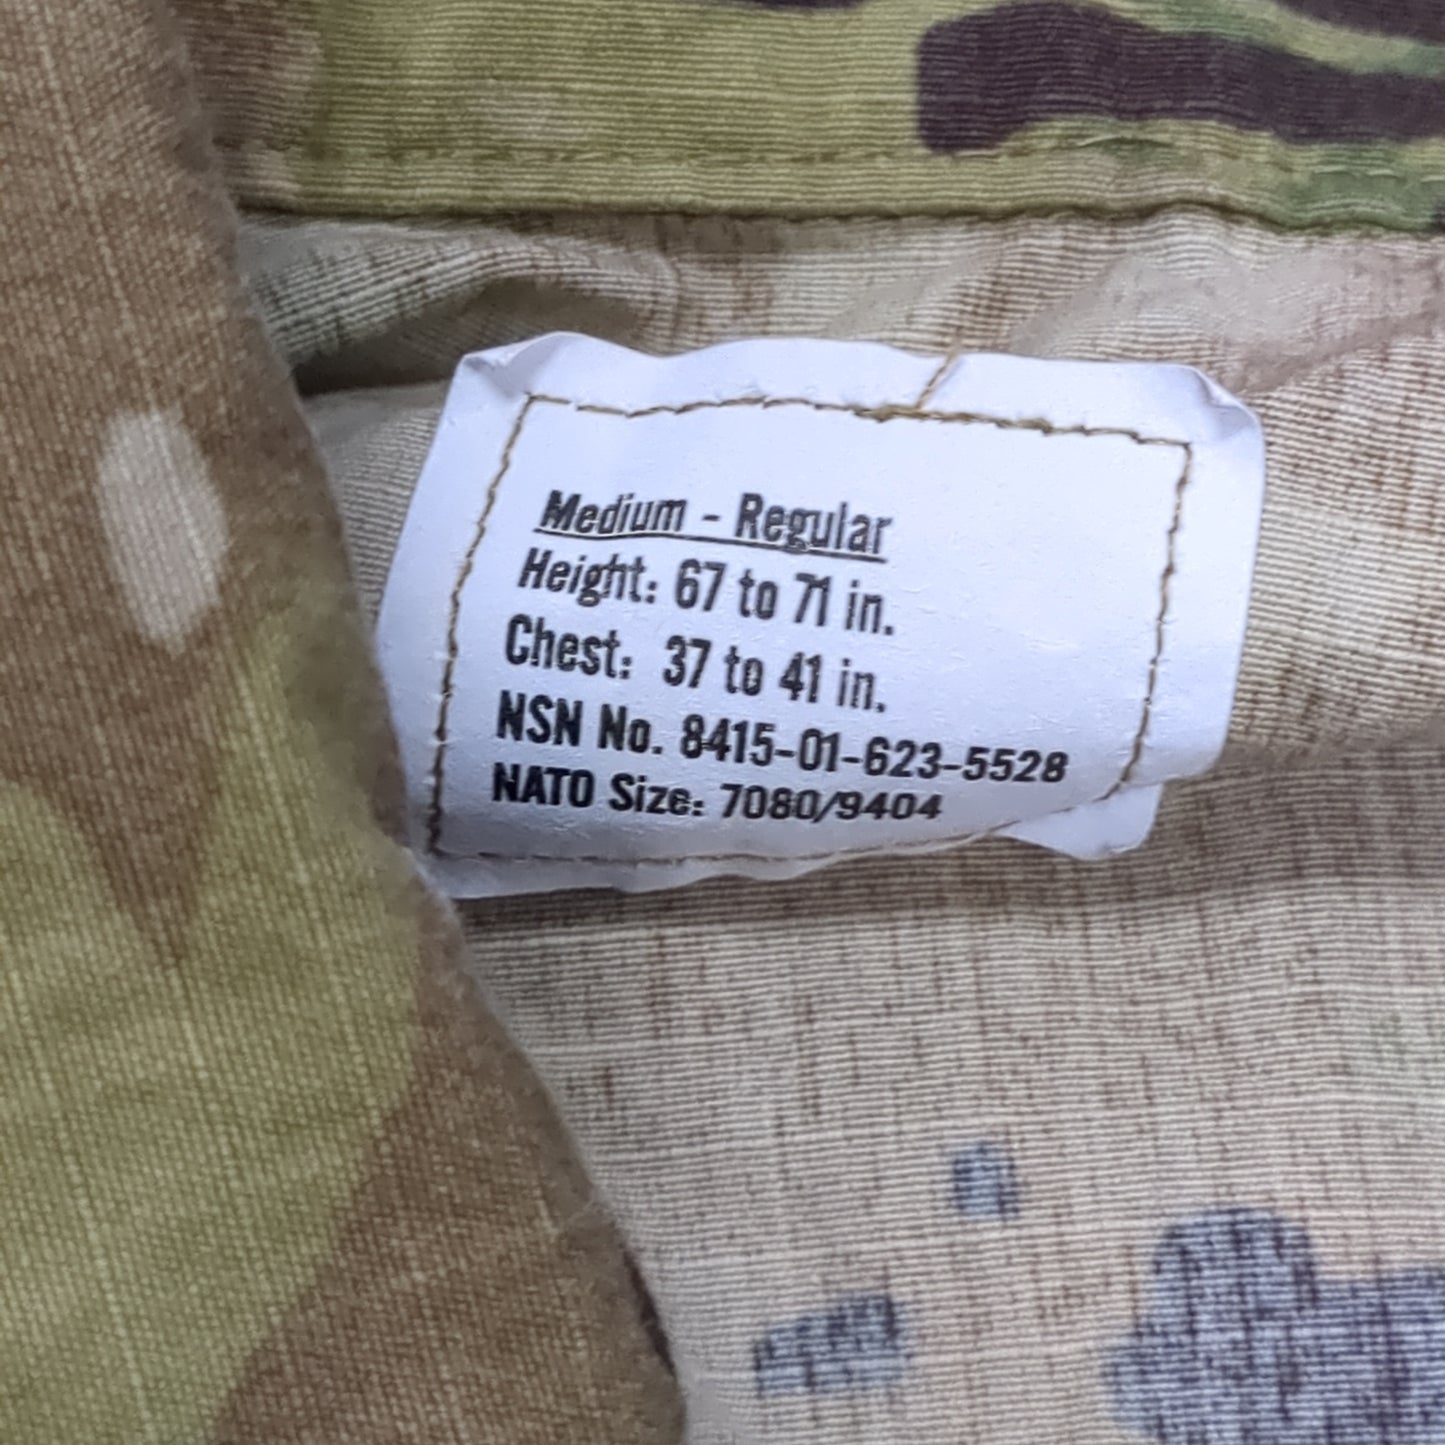 Medium - Regular
Height: 67 to 71 in.
Chest: 37 to 41 in.
NSN No. 8415-01-623-5528
NATO Size: 7080/9404